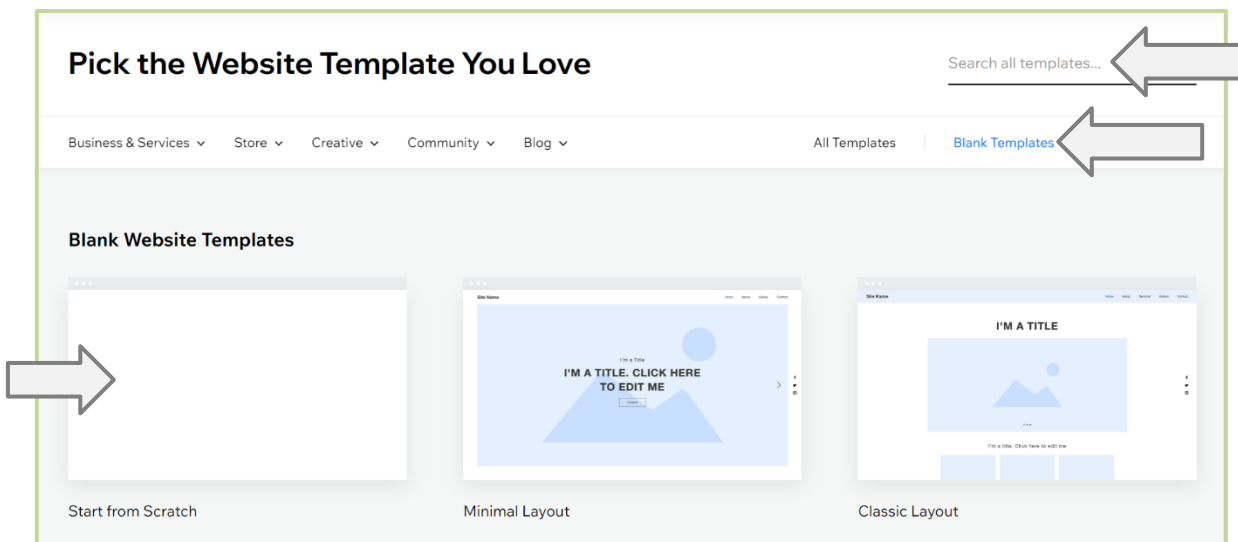 Pick the Website Template You Love
Search all templates...
Business & Services Store Creative Community Blog All Templates Blank Templates
Blank Website Templates
Site Name Home About Gallery Contact
I'm a Title
I'M A TITLE. CLICK HERE
TO EDIT ME
Site Name Home About Services Contact
I'M A TITLE
I'm a title. Click here to edit me
Start from Scratch Minimal Layout Classic Layout